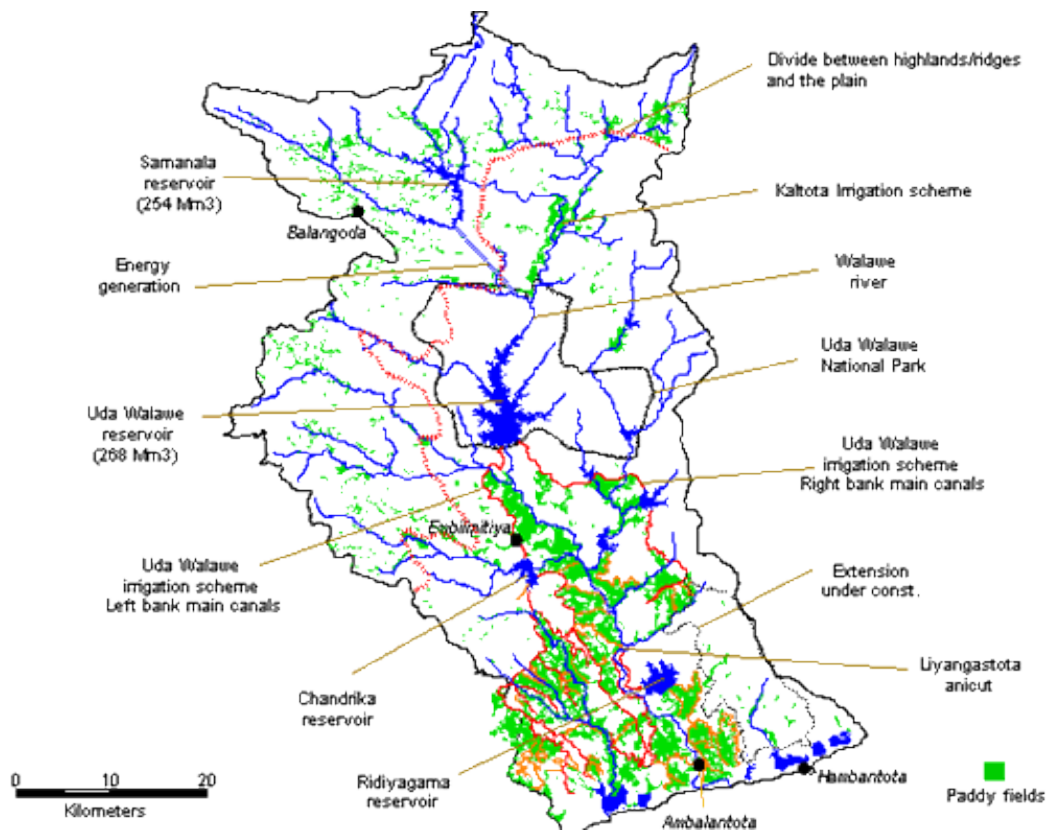 Divide between highlands/ridges
and the plain
Samanala
reservoir
(254 Mm3)
Kaltota Irrigation scheme
Balangoda
Energy
generation
Walawe
river
Uda Walawe
National Park
Uda Walawe
reservoir
(268 Mm3)
Uda Walawe
irrigation scheme
Right bank main canals
Embilipitiya
Uda Walawe
irrigation scheme
Left bank main canals
Extension
under const.
Liyangastota
anicut
Chandrika
reservoir
Ridiyagama
reservoir
Hambantota
Ambalantota
0 10 20
Kilometers
Paddy fields